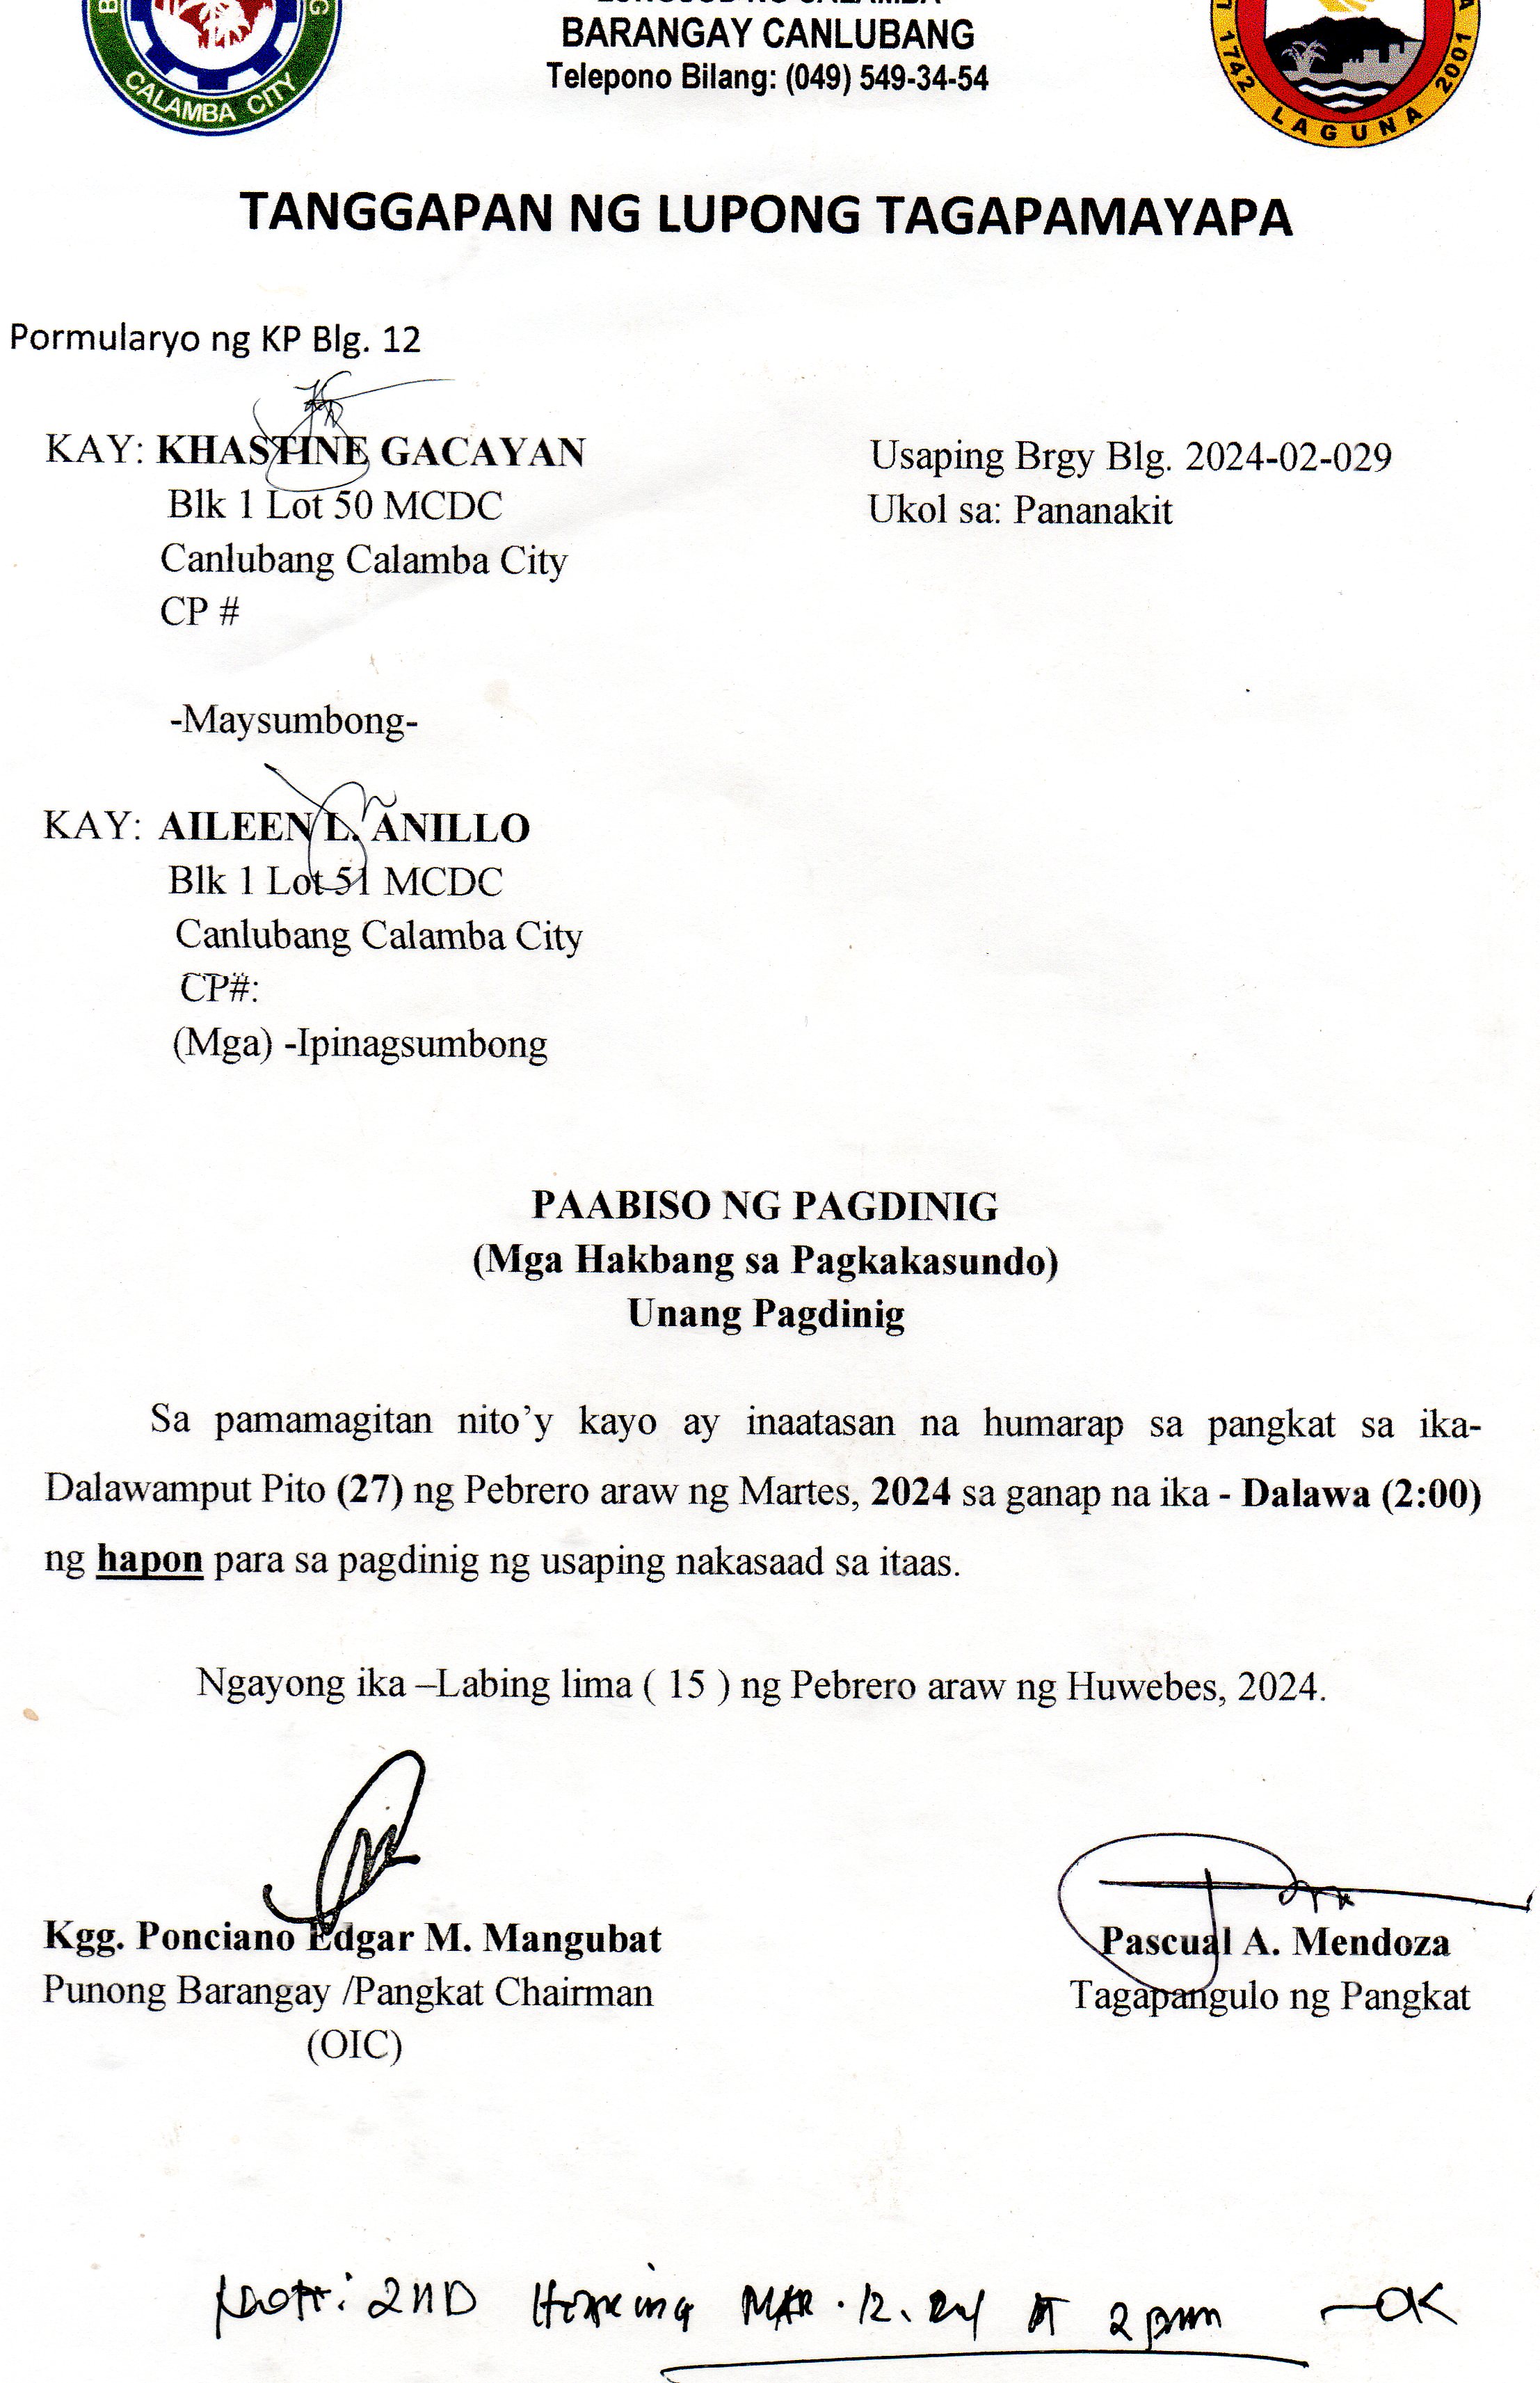 BARANGAY CANLUBANG
Telepono Bilang: (049) 549-34-54
CALAMBA CITY
1742 LAGUNA 2001
TANGGAPAN NG LUPONG TAGAPAMAYAPA
Pormularyo ng KP Blg. 12
KAY: KHASTINE GACAYAN
Usaping Brgy Blg. 2024-02-029
Blk 1 Lot 50 MCDC
Ukol sa: Pananakit
Canlubang Calamba City
CP #
-Maysumbong-
KAY: AILEEN L. ANILLO
Blk 1 Lot 51 MCDC
Canlubang Calamba City
CP#:
(Mga) -Ipinagsumbong
PAABISO NG PAGDINIG
(Mga Hakbang sa Pagkakasundo)
Unang Pagdinig
Sa pamamagitan nito'y kayo ay inaatasan na humarap sa pangkat sa ika-
Dalawamput Pito (27) ng Pebrero araw ng Martes, 2024 sa ganap na ika - Dalawa (2:00)
ng hapon para sa pagdinig ng usaping nakasaad sa itaas.
Ngayong ika –Labing lima ( 15 ) ng Pebrero araw ng Huwebes, 2024.
Kgg. Ponciano Edgar M. Mangubat
Pascual A. Mendoza
Punong Barangay /Pangkat Chairman
Tagapangulo ng Pangkat
(OIC)
2ND Hearing MAR. 12. 24 AT 2 pm —OK